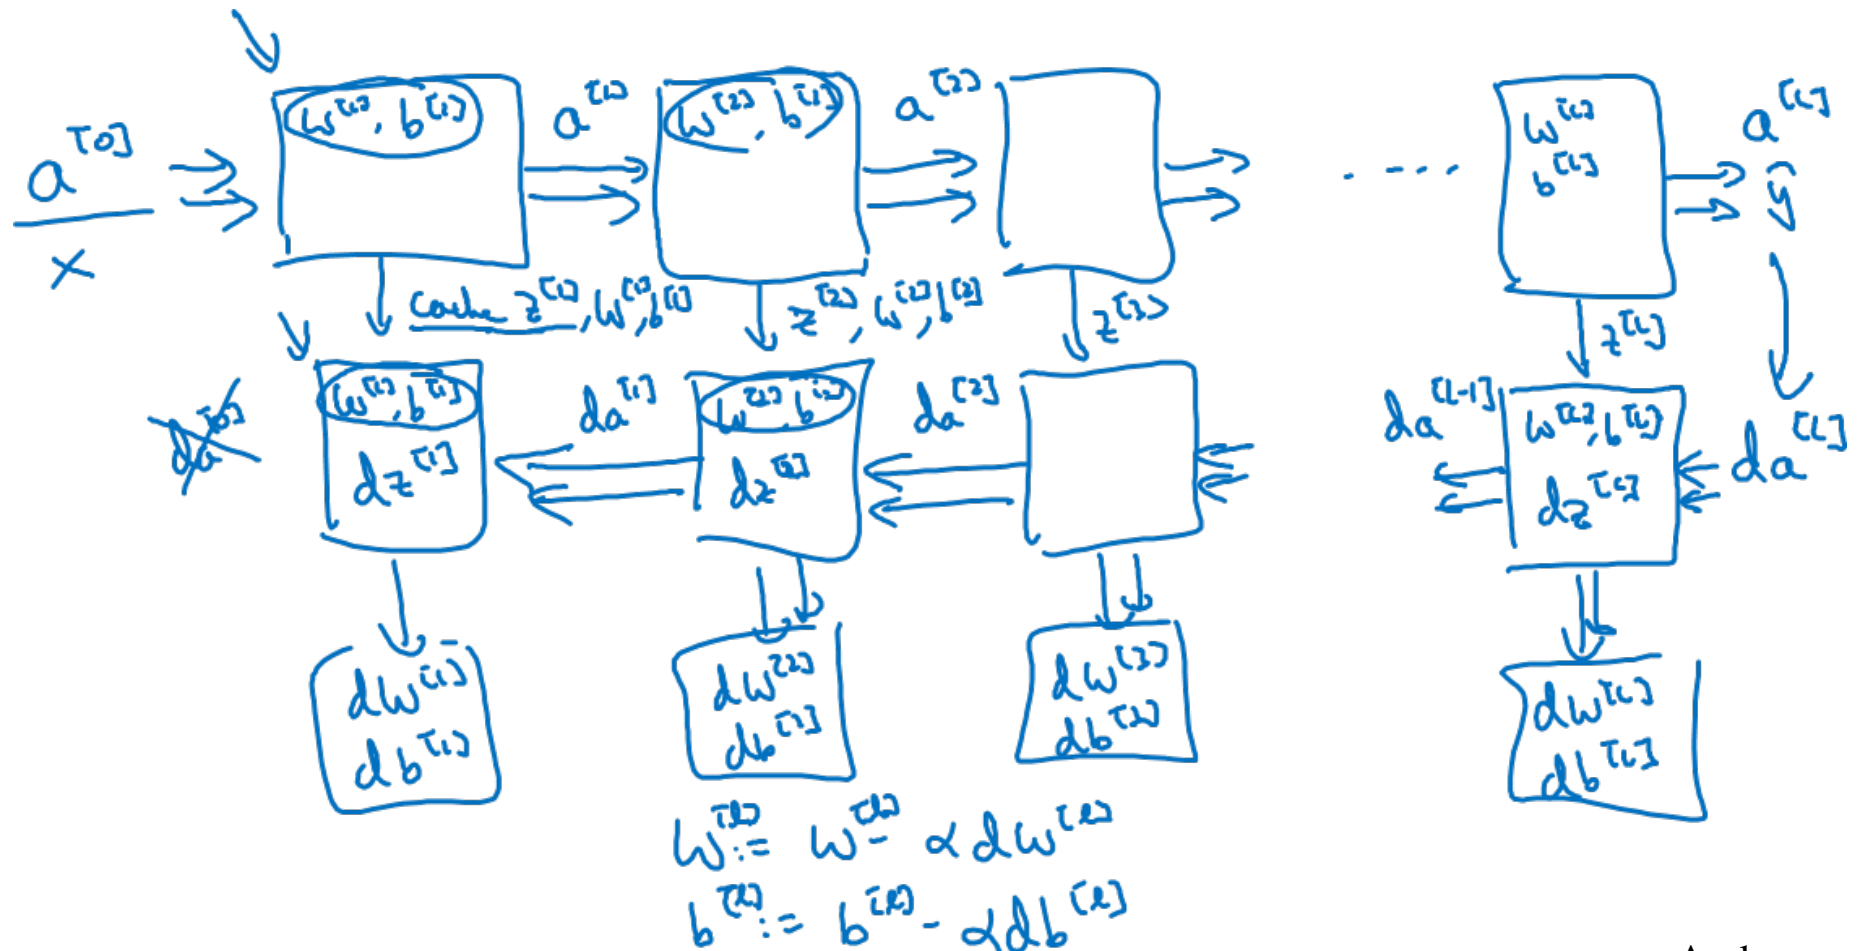 a^[0] w^[1], b^[1] a^[1] w^[2], b^[2] a^[2] .... w^[L] a^[L]
x b^[L] ŷ
cache z^[1], w^[1], b^[1] z^[2], w^[2], b^[2] z^[3] z^[L]
da^[0] w^[1], b^[1] da^[1] w^[2], b^[2] da^[2] da^[L-1] w^[L], b^[L] da^[L]
dz^[1] dz^[2] dz^[L]
dw^[1] dw^[2] dw^[3] dw^[L]
db^[1] db^[2] db^[3] db^[L]
w^[l] := w^[l] - α dw^[l]
b^[l] := b^[l] - α db^[l]